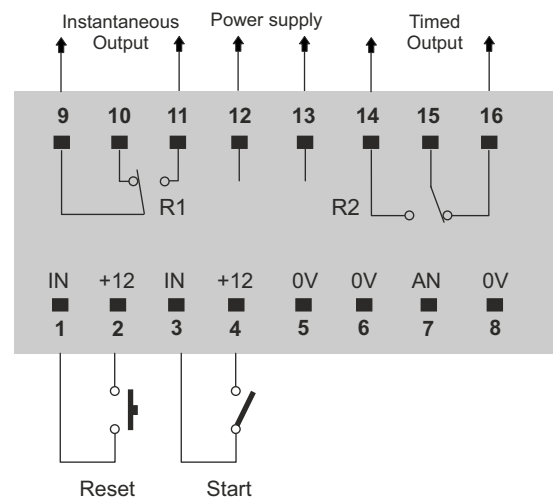 Instantaneous Output
Power supply
Timed Output
9 10 11 12 13 14 15 16
R1 R2
IN +12 IN +12 0V 0V AN 0V
1 2 3 4 5 6 7 8
Reset Start